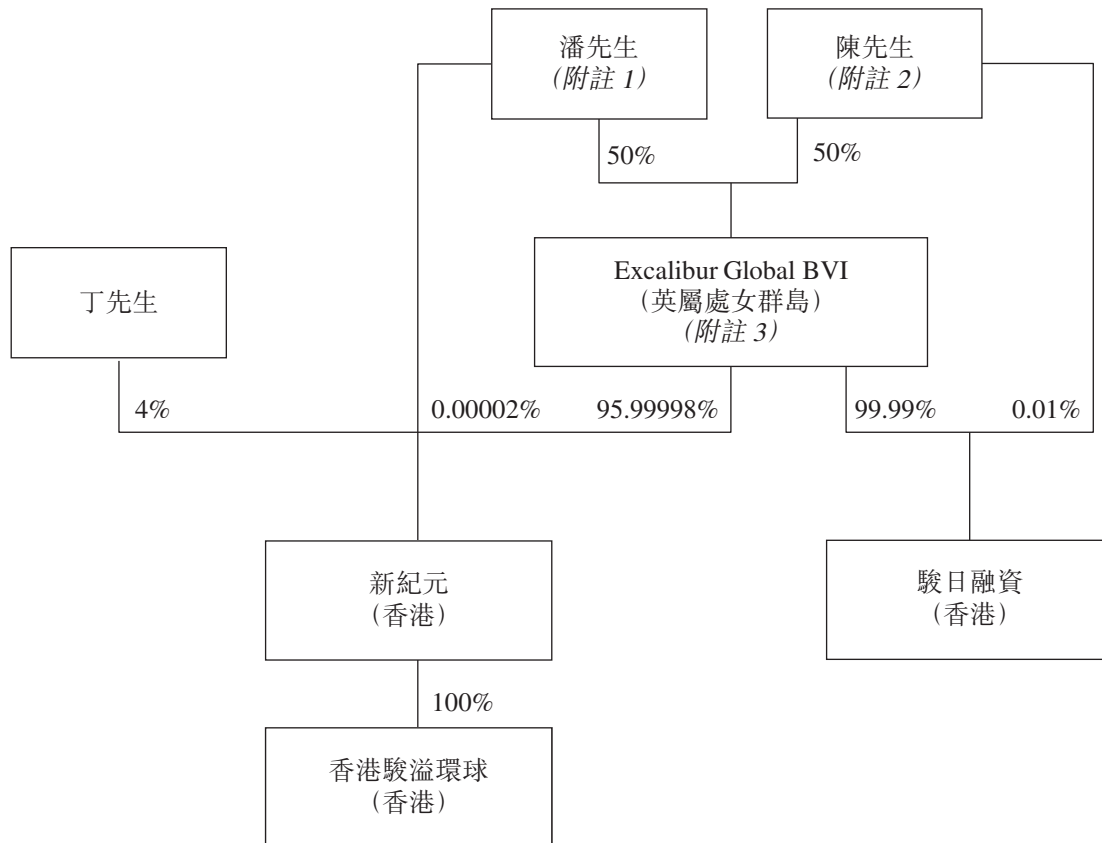 潘先生
(附註 1)
陳先生
(附註 2)
50%
50%
Excalibur Global BVI
(英屬處女群島)
(附註 3)
丁先生
4%
0.00002%
95.99998%
99.99%
0.01%
新紀元
(香港)
駿日融資
(香港)
100%
香港駿溢環球
(香港)